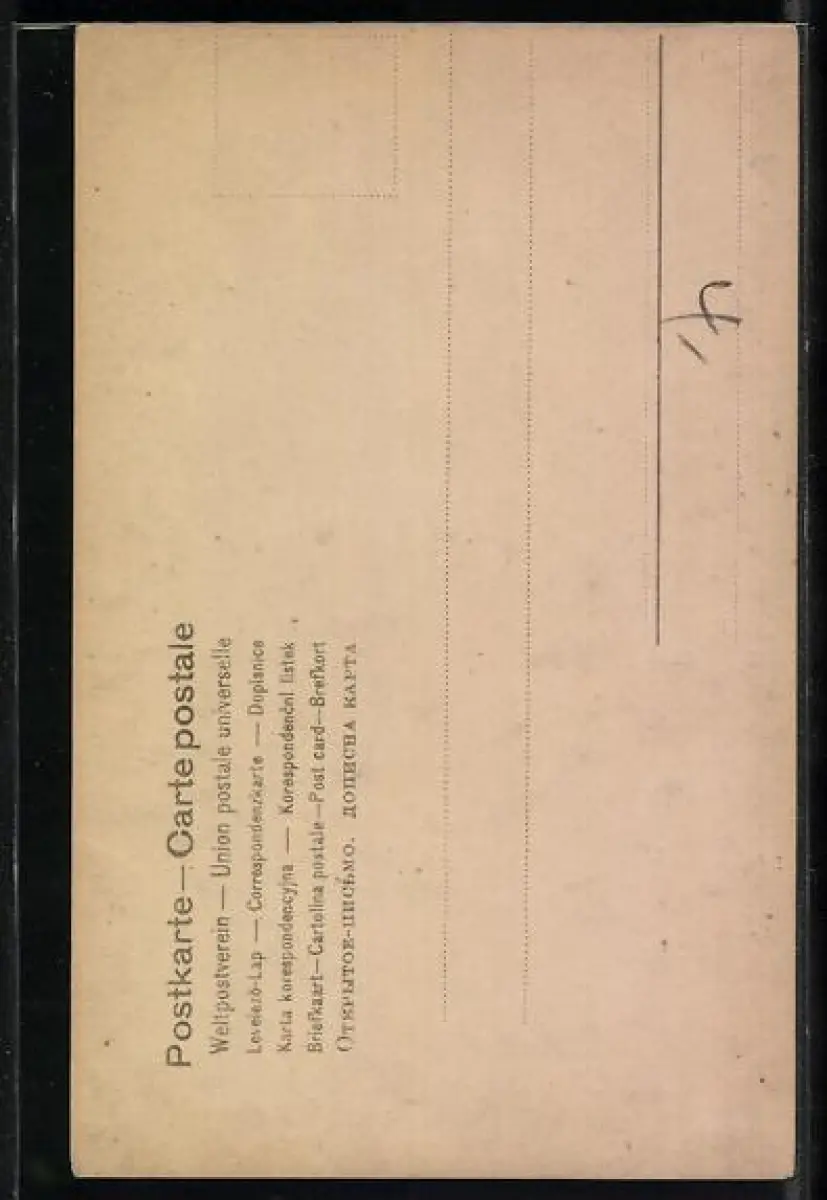 Postkarte — Carte postale
Weltpostverein — Union postale universelle
Levelező-Lap — Correspondenzkarte — Dopisnice
Karta korespondencyjna — Korespondenční lístek
Briefkaart—Cartolina postale—Post card—Brefkort
Открытое-письмо. Дописна карта